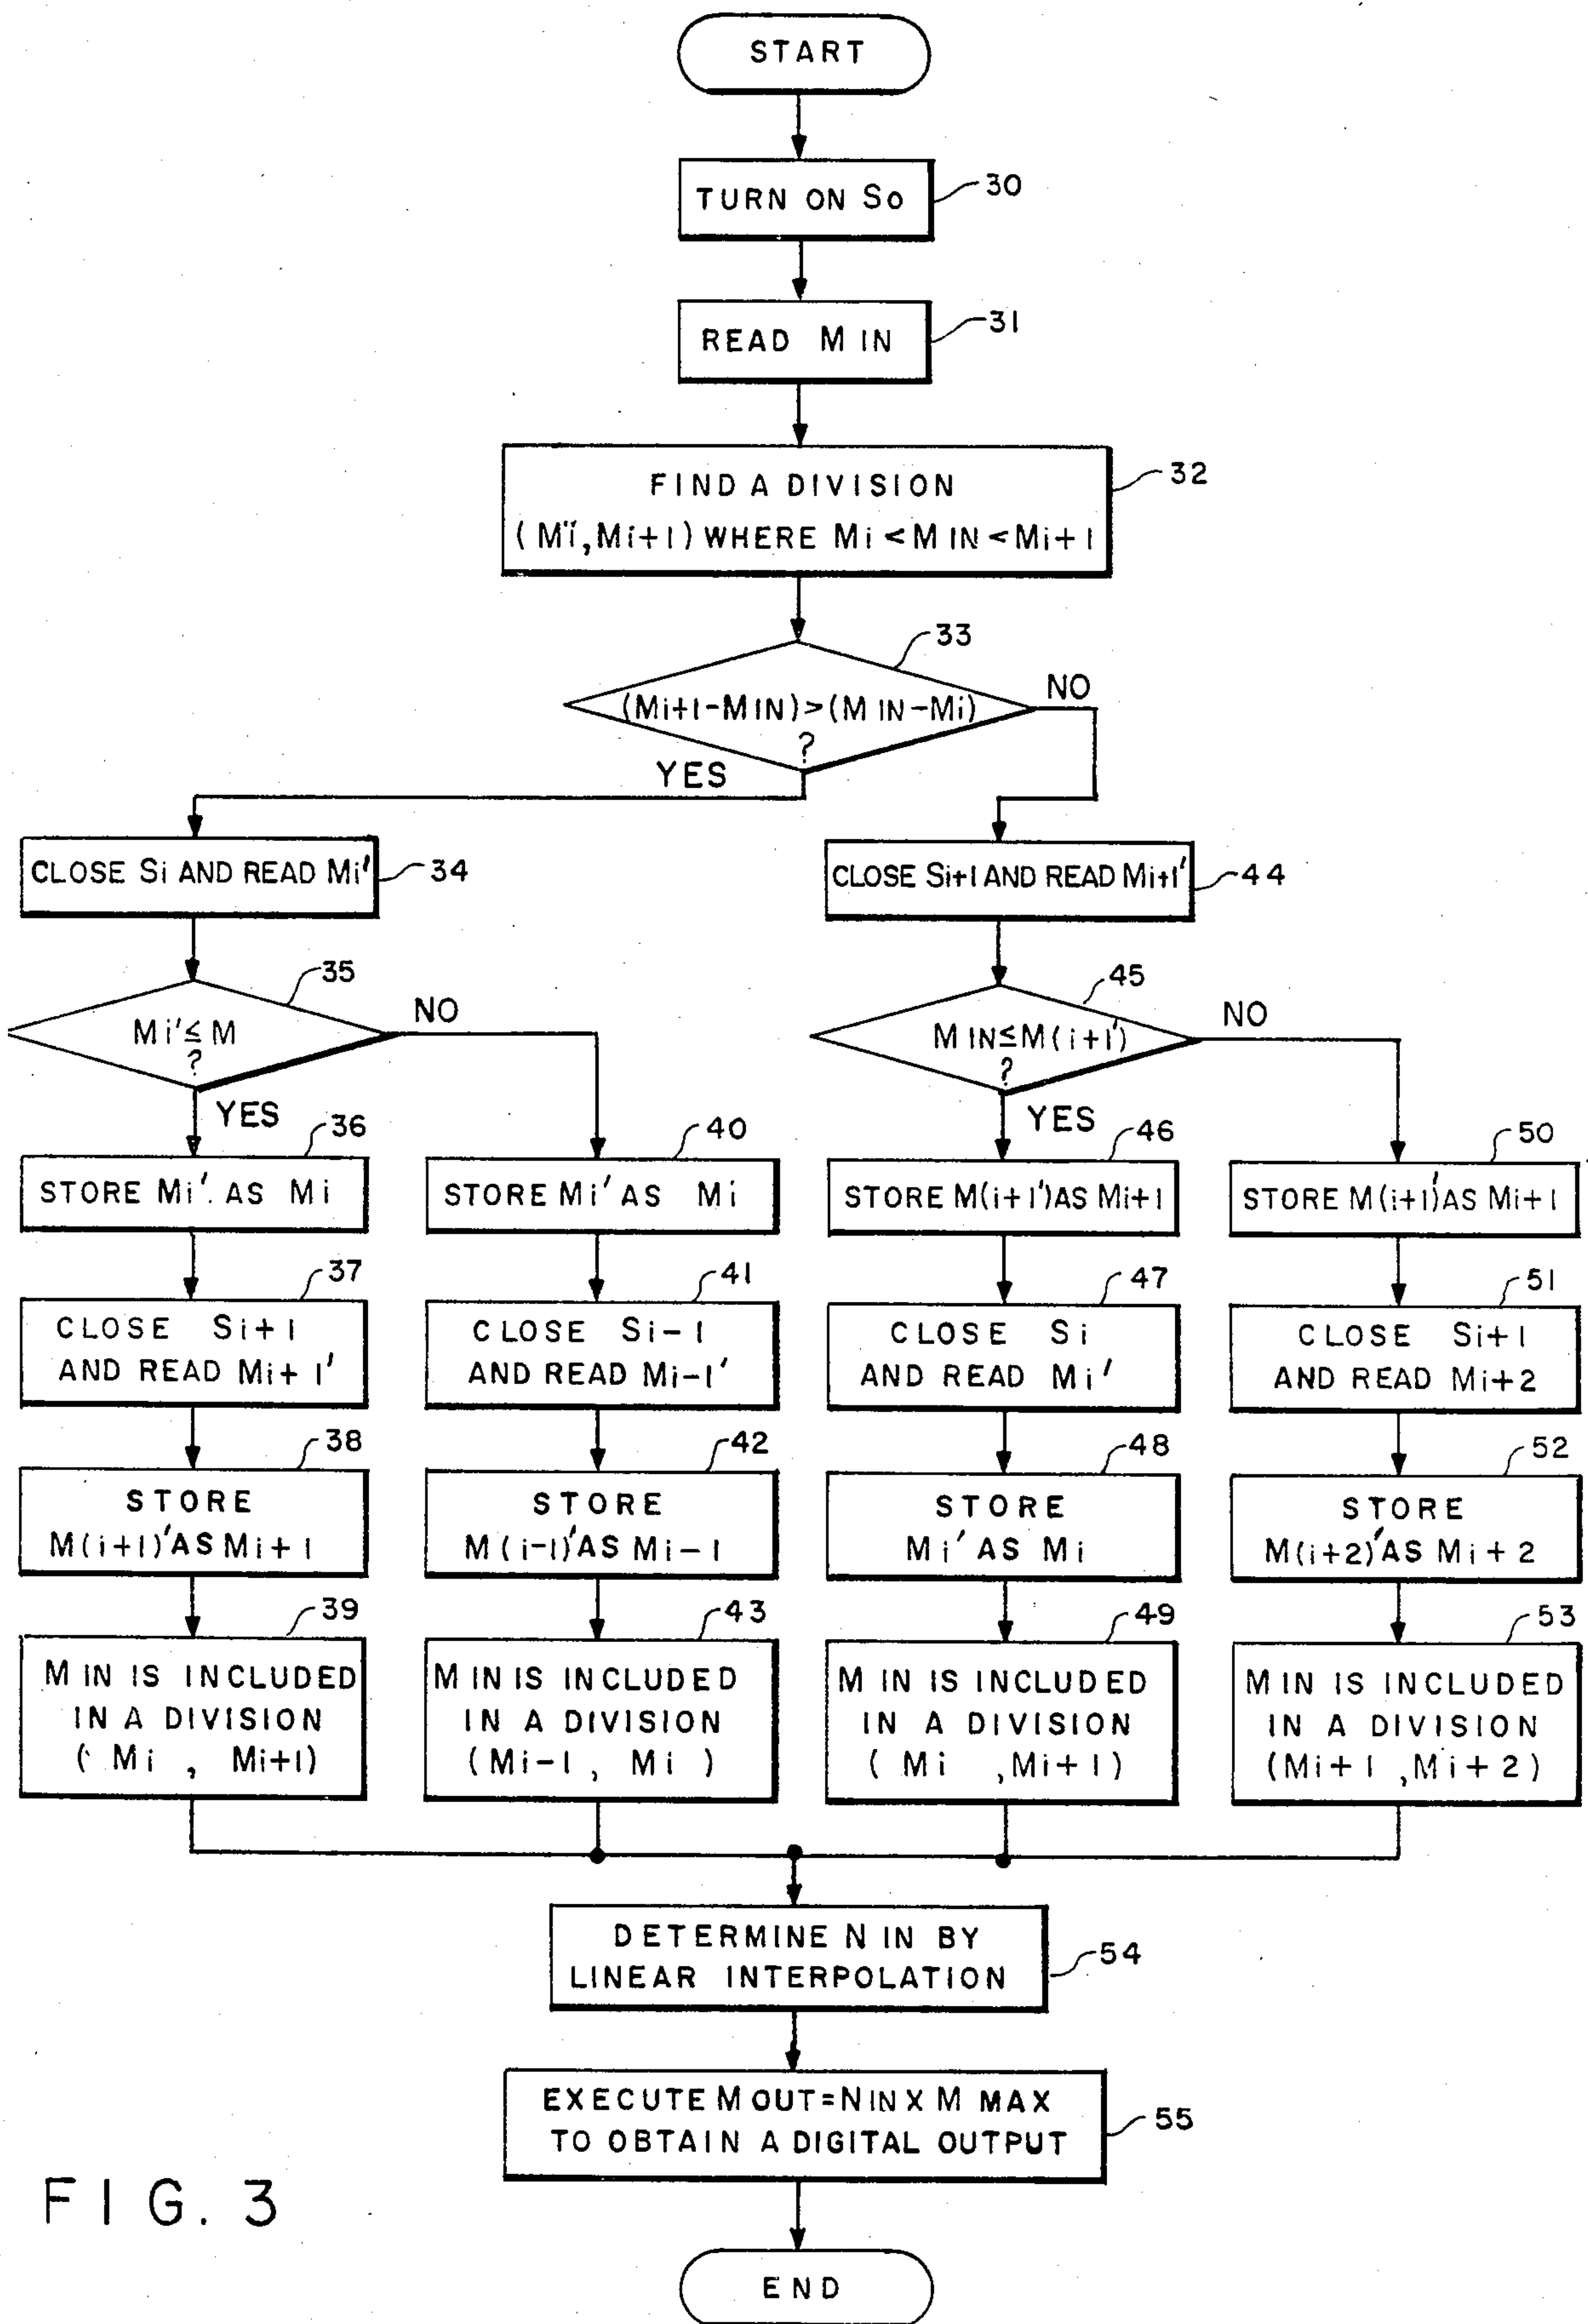 START
TURN ON So
30
READ M IN
31
FIND A DIVISION
(Mi, Mi+1) WHERE Mi < M IN < Mi+1
32
33
(Mi+1-M IN) > (M IN-Mi)
?
NO
YES
CLOSE Si AND READ Mi'
34
CLOSE Si+1 AND READ Mi+1'
44
35
Mi' ≤ M
?
NO
YES
45
M IN ≤ M(i+1')
?
NO
YES
36
STORE Mi'. AS Mi
40
STORE Mi' AS Mi
46
STORE M(i+1') AS Mi+1
50
STORE M(i+1)' AS Mi+1
37
CLOSE Si+1
AND READ Mi+1'
41
CLOSE Si-1
AND READ Mi-1'
47
CLOSE Si
AND READ Mi'
51
CLOSE Si+1
AND READ Mi+2
38
STORE
M(i+1)' AS Mi+1
42
STORE
M(i-1)' AS Mi-1
48
STORE
Mi' AS Mi
52
STORE
M(i+2)' AS Mi+2
39
M IN IS INCLUDED
IN A DIVISION
( Mi , Mi+1)
43
M IN IS INCLUDED
IN A DIVISION
(Mi-1, Mi )
49
M IN IS INCLUDED
IN A DIVISION
( Mi ,Mi+1)
53
M IN IS INCLUDED
IN A DIVISION
(Mi+1 ,Mi+2)
DETERMINE N IN BY
LINEAR INTERPOLATION
54
EXECUTE M OUT=N IN X M MAX
TO OBTAIN A DIGITAL OUTPUT
55
FIG. 3
END